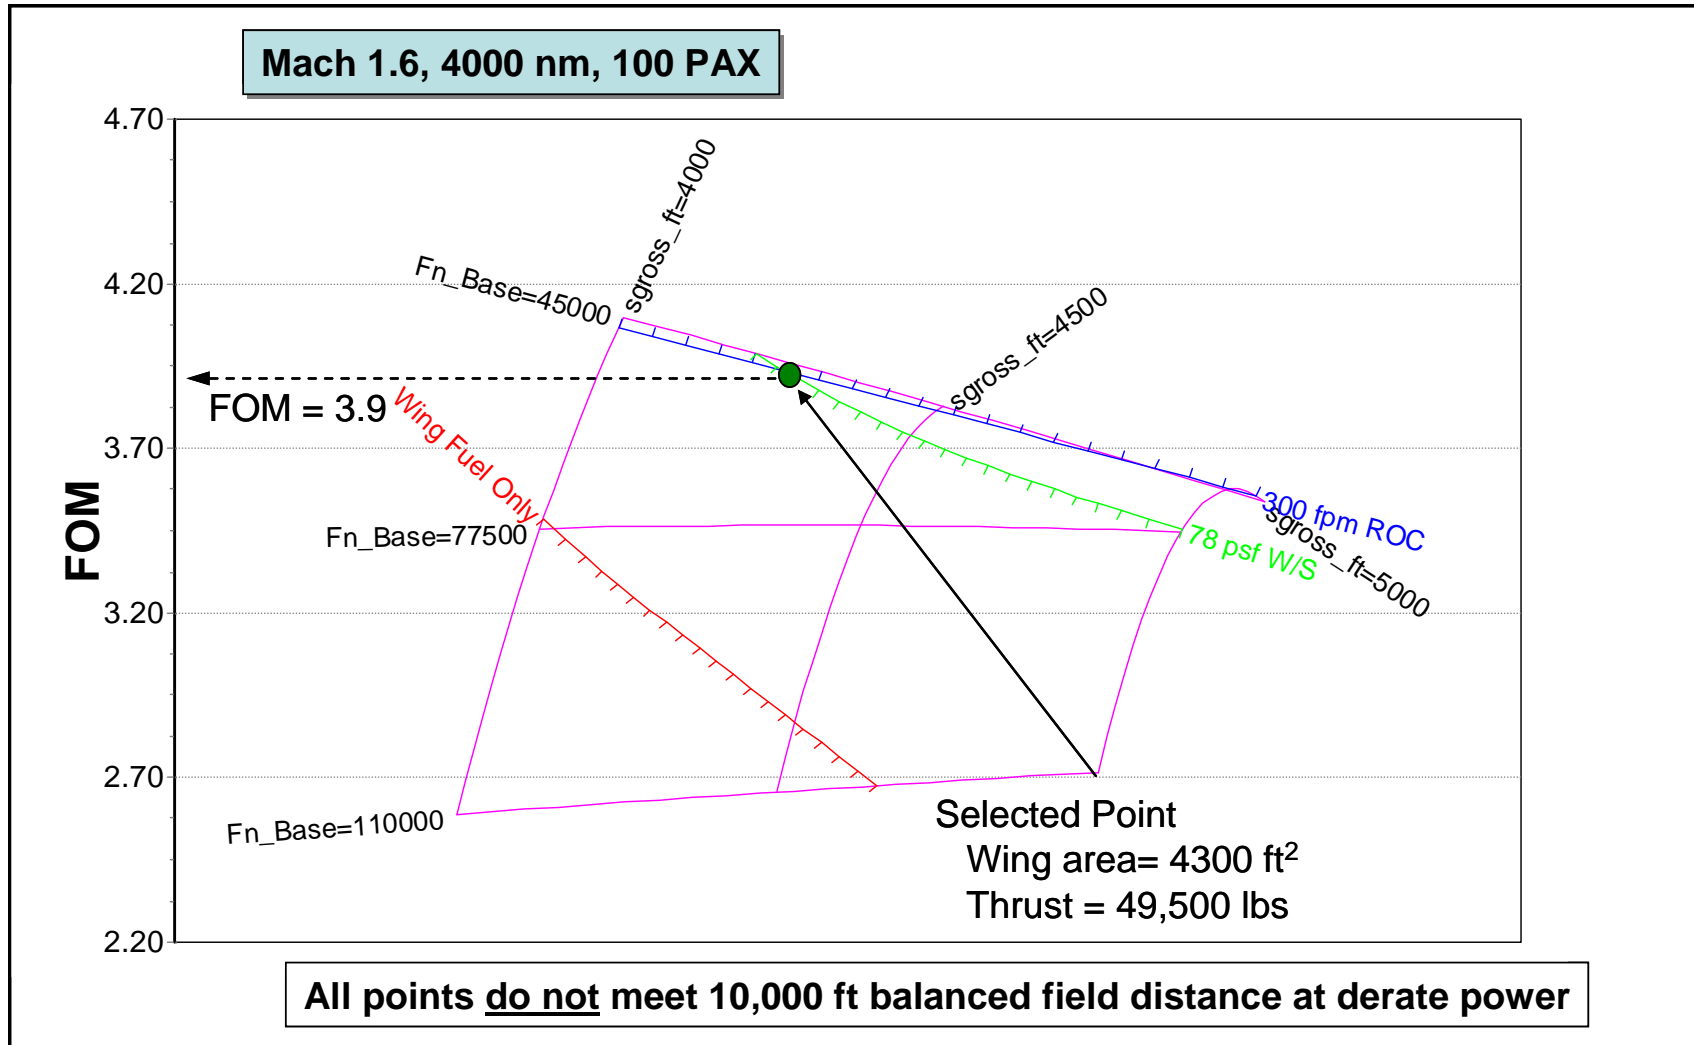 Mach 1.6, 4000 nm, 100 PAX
4.70
4.20
3.70
3.20
2.70
2.20
FOM
sgross_ft=4000
Fn_Base=45000
sgross_ft=4500
FOM = 3.9
Wing Fuel Only
Fn_Base=77500
300 fpm ROC
78 psf W/S
sgross_ft=5000
Fn_Base=110000
Selected Point
Wing area= 4300 ft²
Thrust = 49,500 lbs
All points do not meet 10,000 ft balanced field distance at derate power